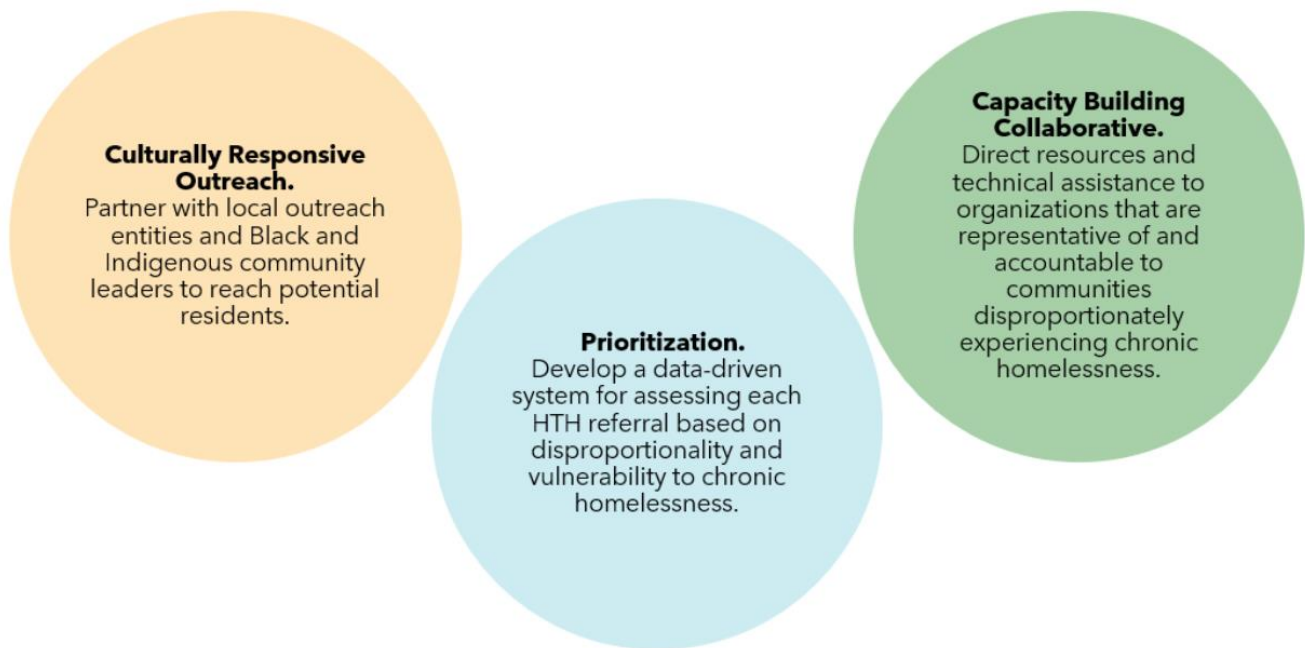 Culturally Responsive
Outreach.
Partner with local outreach
entities and Black and
Indigenous community
leaders to reach potential
residents.
Prioritization.
Develop a data-driven
system for assessing each
HTH referral based on
disproportionality and
vulnerability to chronic
homelessness.
Capacity Building
Collaborative.
Direct resources and
technical assistance to
organizations that are
representative of and
accountable to
communities
disproportionately
experiencing chronic
homelessness.